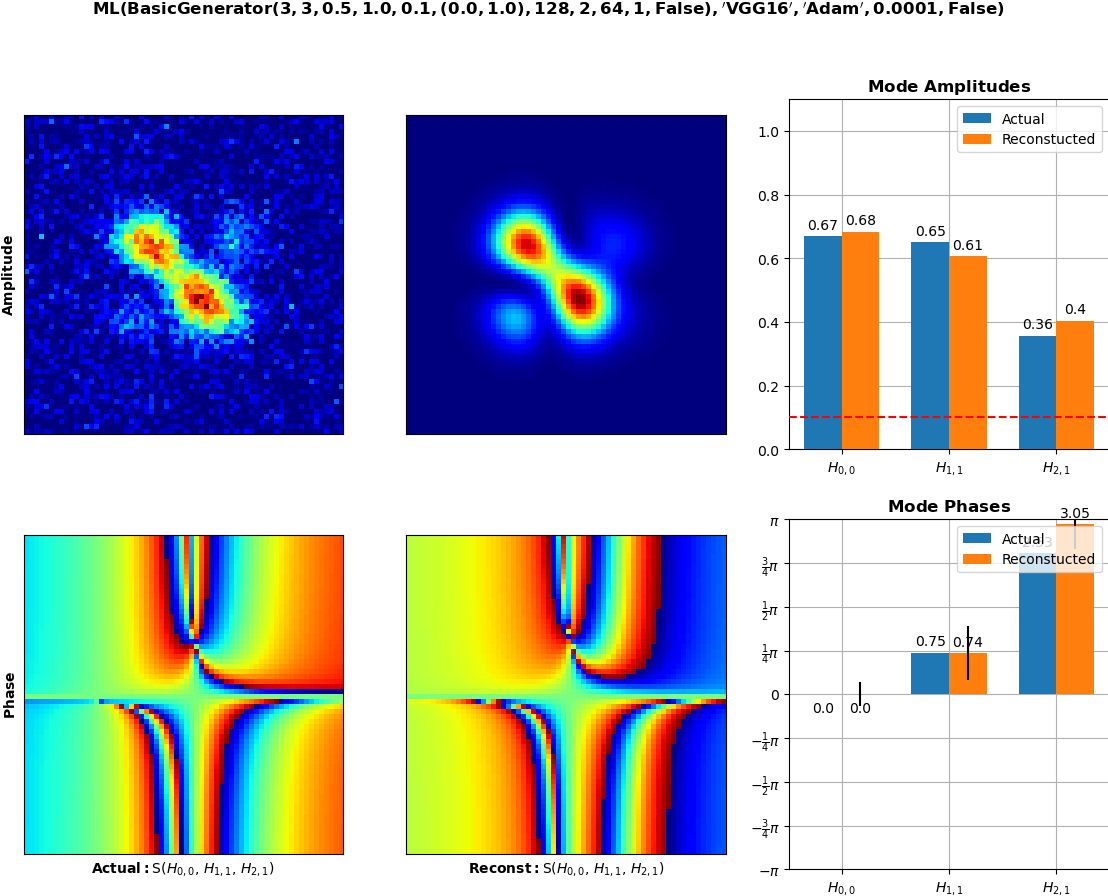 ML(BasicGenerator(3, 3, 0.5, 1.0, 0.1, (0.0, 1.0), 128, 2, 64, 1, False), ′VGG16′, ′Adam′, 0.0001, False)
Mode Amplitudes
Amplitude
1.0
0.8
0.6
0.4
0.2
0.0
Actual
Reconstucted
0.67 0.68
0.65 0.61
0.36 0.4
H0,0 H1,1 H2,1
Mode Phases
Phase
π
3/4π
1/2π
1/4π
0
−1/4π
−1/2π
−3/4π
−π
Actual
Reconstucted
0.0 0.0
0.75 0.74
3.05
H0,0 H1,1 H2,1
Actual: S(H0,0, H1,1, H2,1)
Reconst: S(H0,0, H1,1, H2,1)